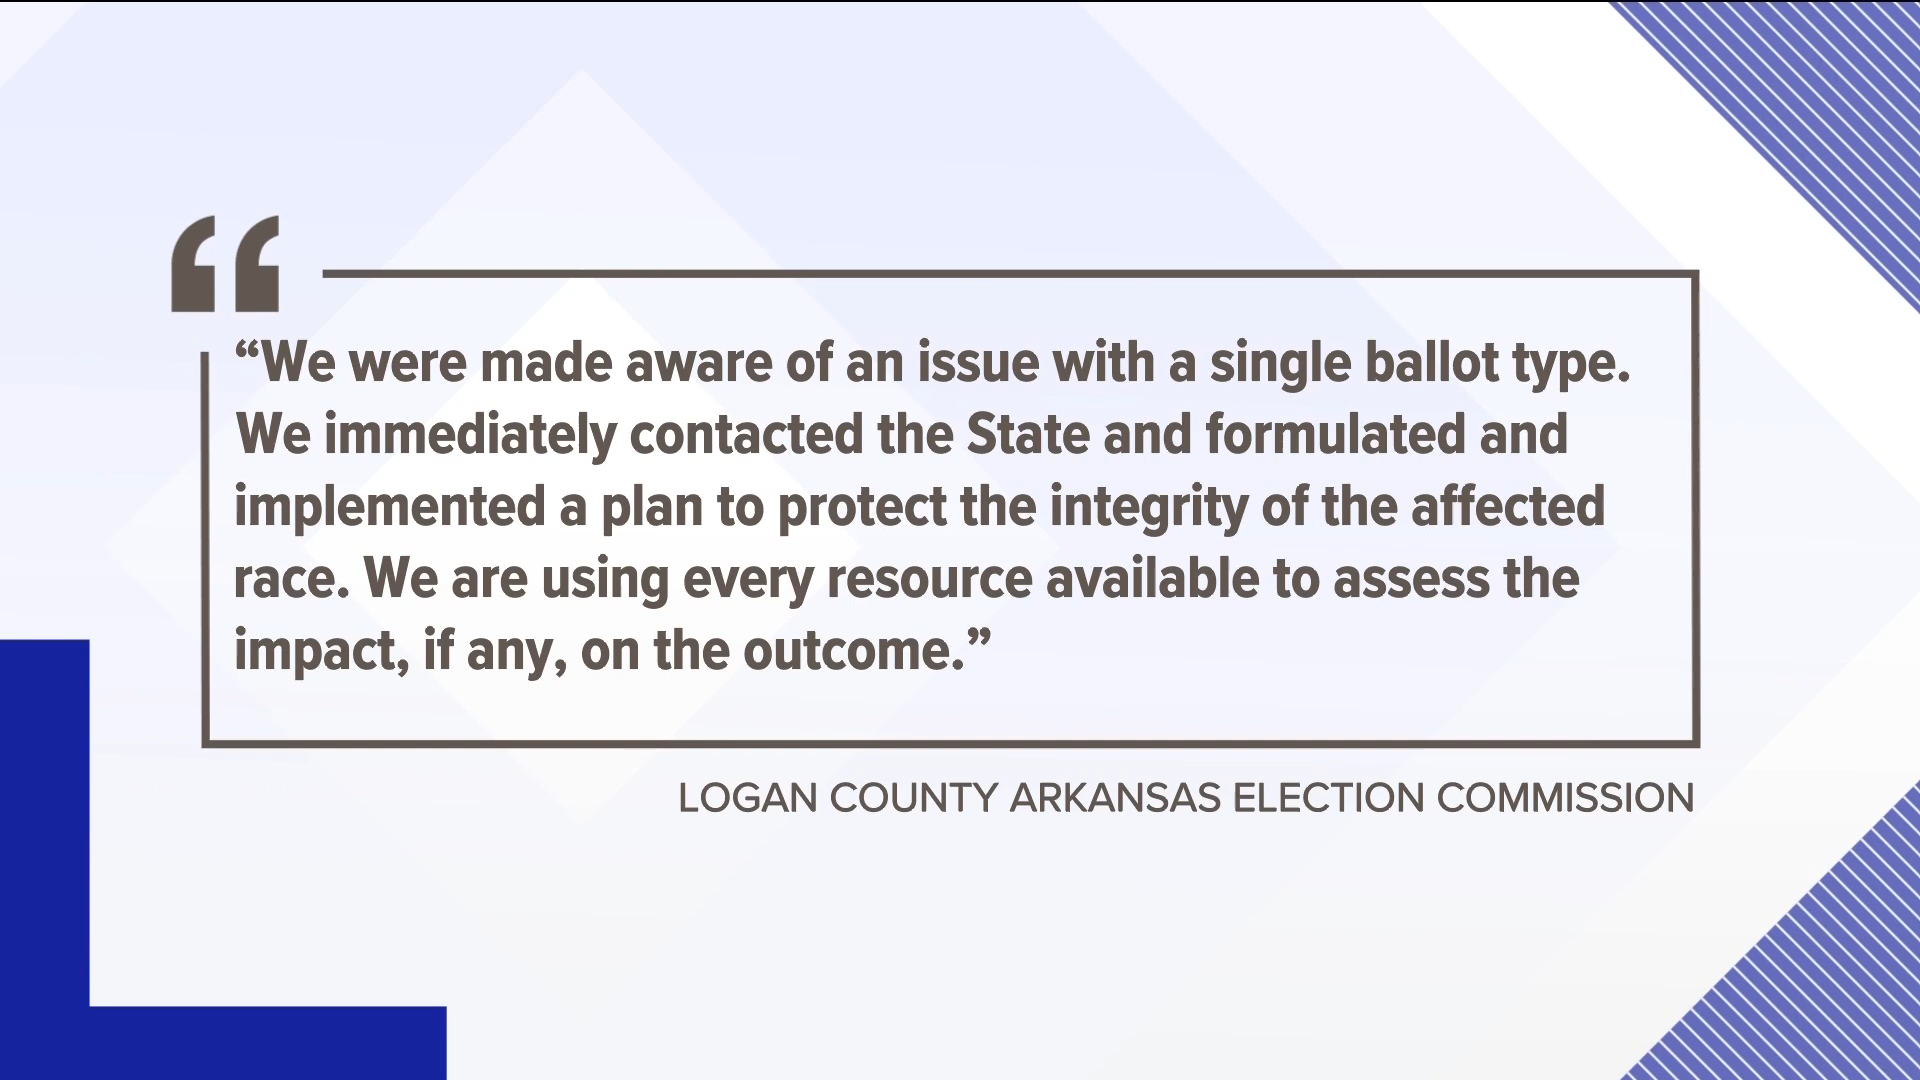 “We were made aware of an issue with a single ballot type.
We immediately contacted the State and formulated and
implemented a plan to protect the integrity of the affected
race. We are using every resource available to assess the
impact, if any, on the outcome.”
LOGAN COUNTY ARKANSAS ELECTION COMMISSION